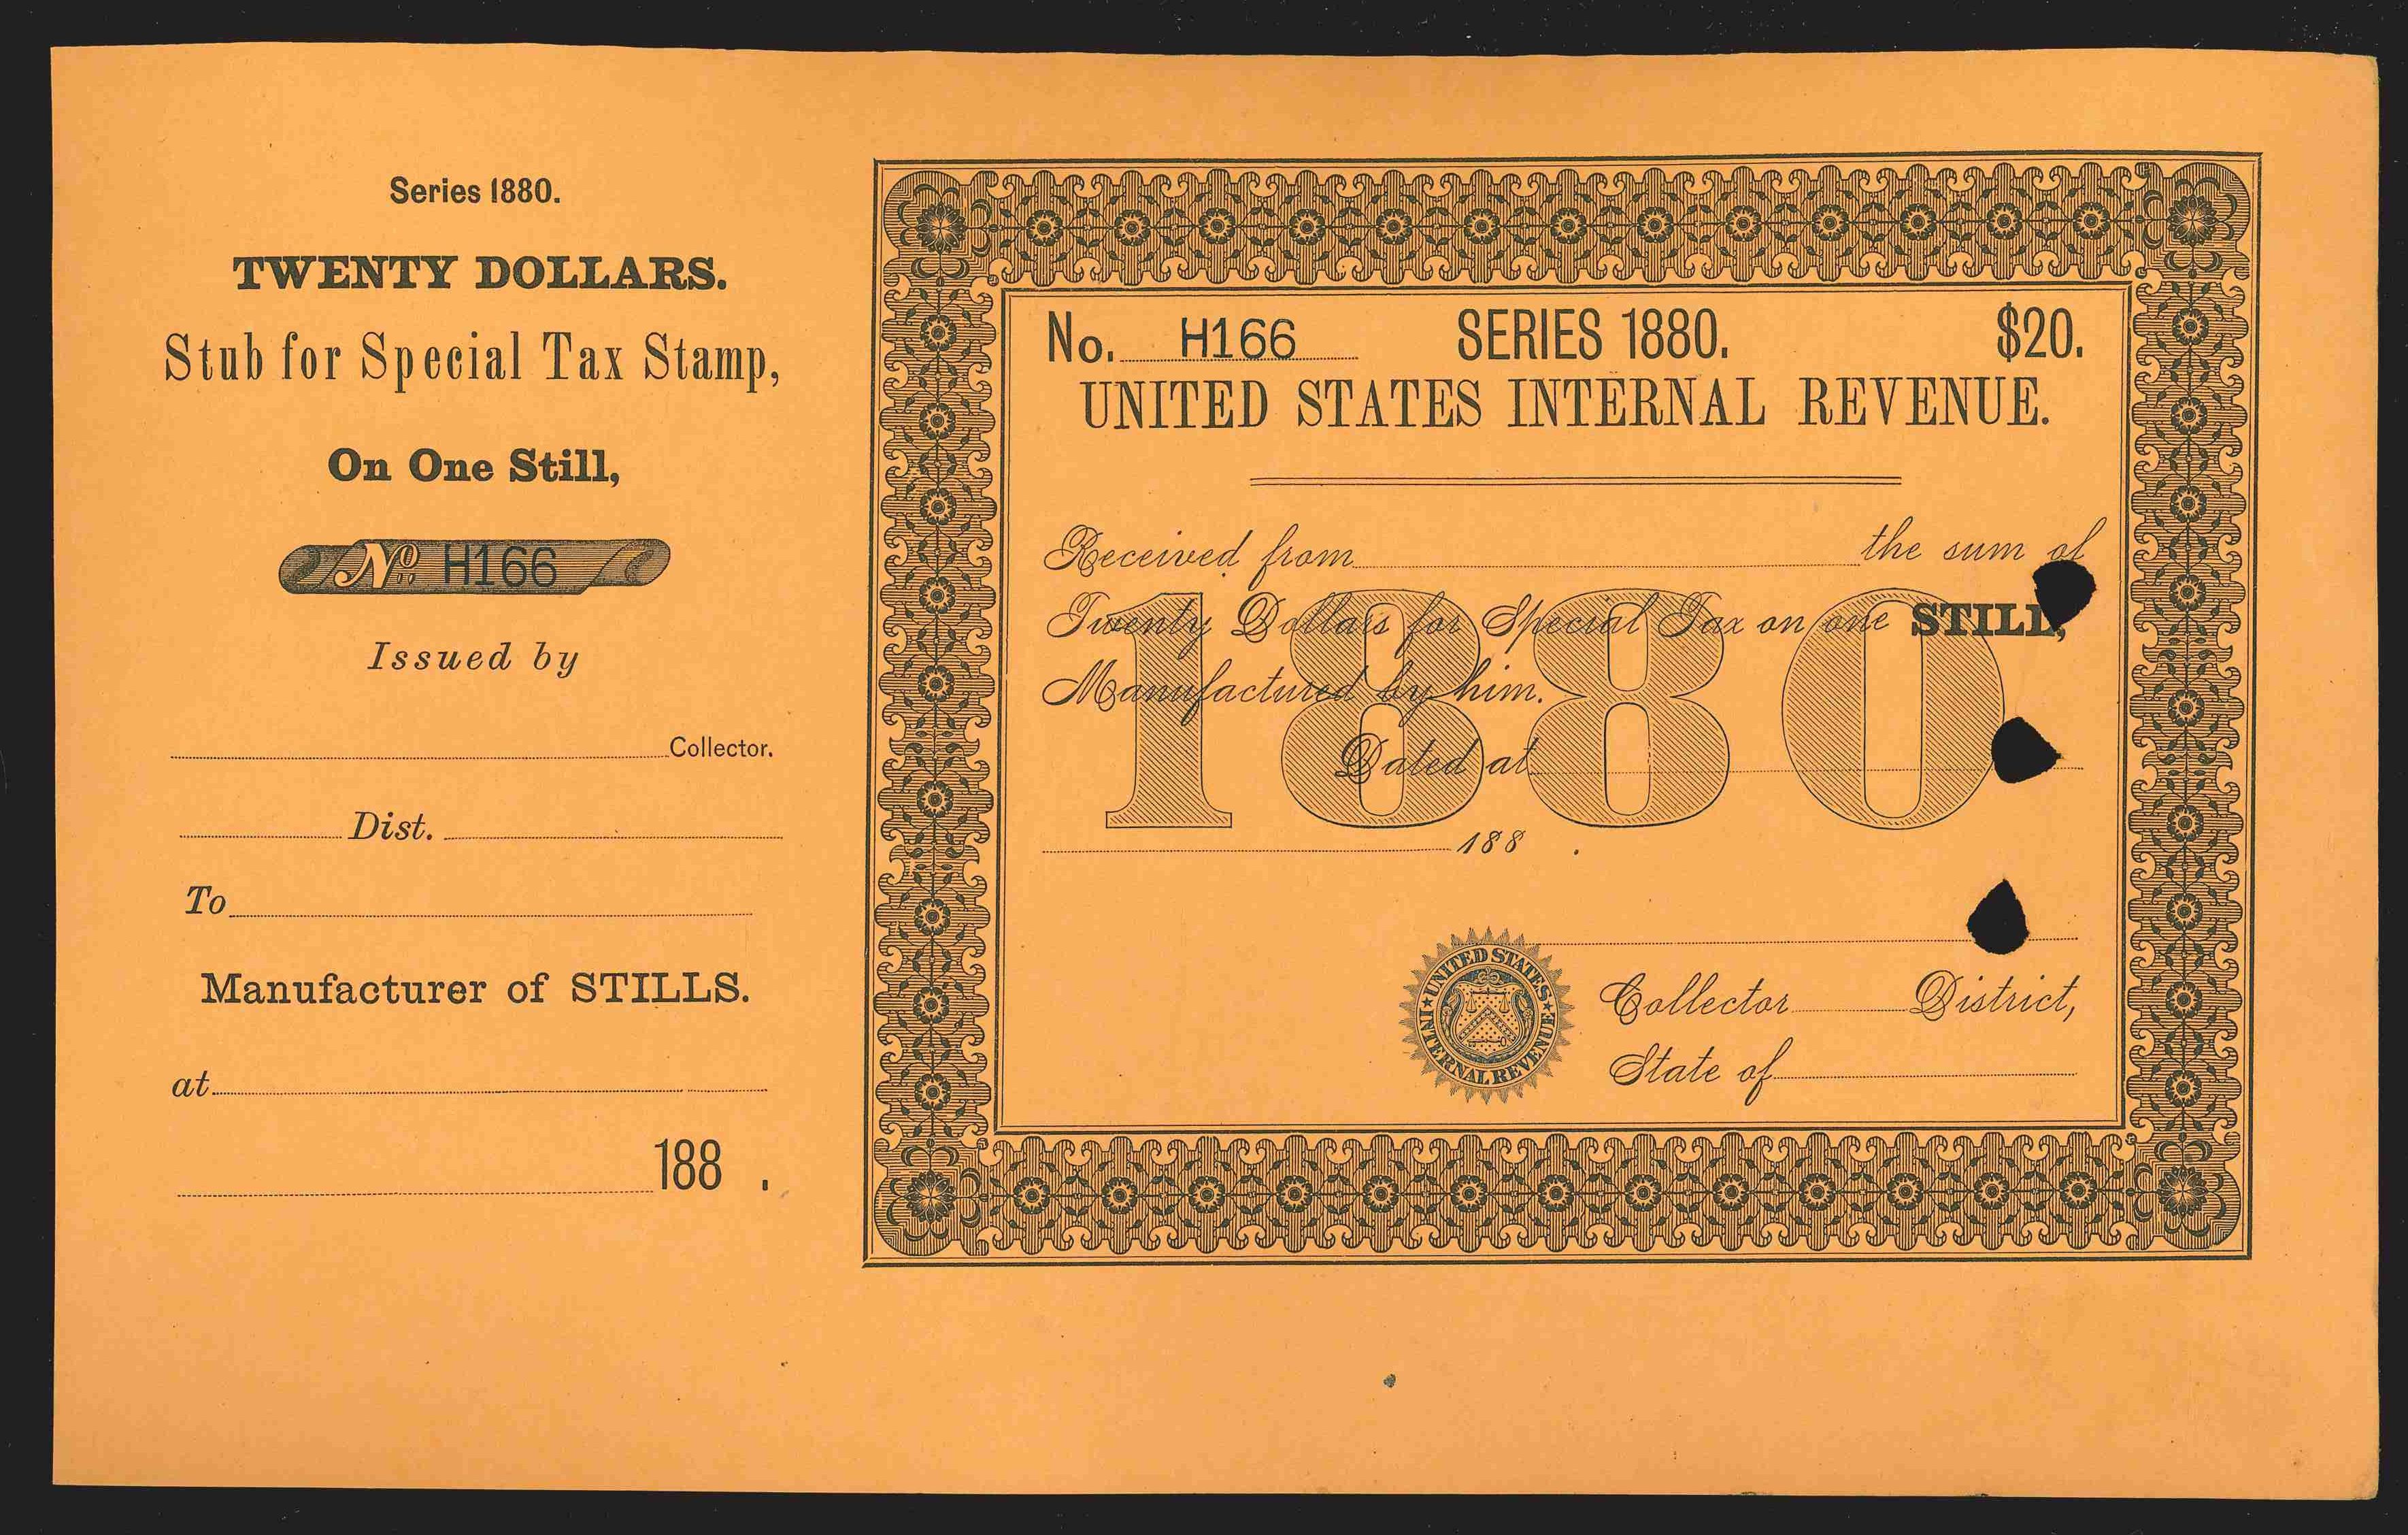 Series 1880.
TWENTY DOLLARS.
Stub for Special Tax Stamp,
On One Still,
No. H166
Issued by
Collector.
Dist.
To
Manufacturer of STILLS.
at
188 .
No. H166 SERIES 1880. $20.
UNITED STATES INTERNAL REVENUE.
Received from the sum of
Twenty Dollars for Special Tax on one STILL,
Manufactured by him.
1880
Dated at
188 .
UNITED STATES
INTERNAL REVENUE
Collector District,
State of